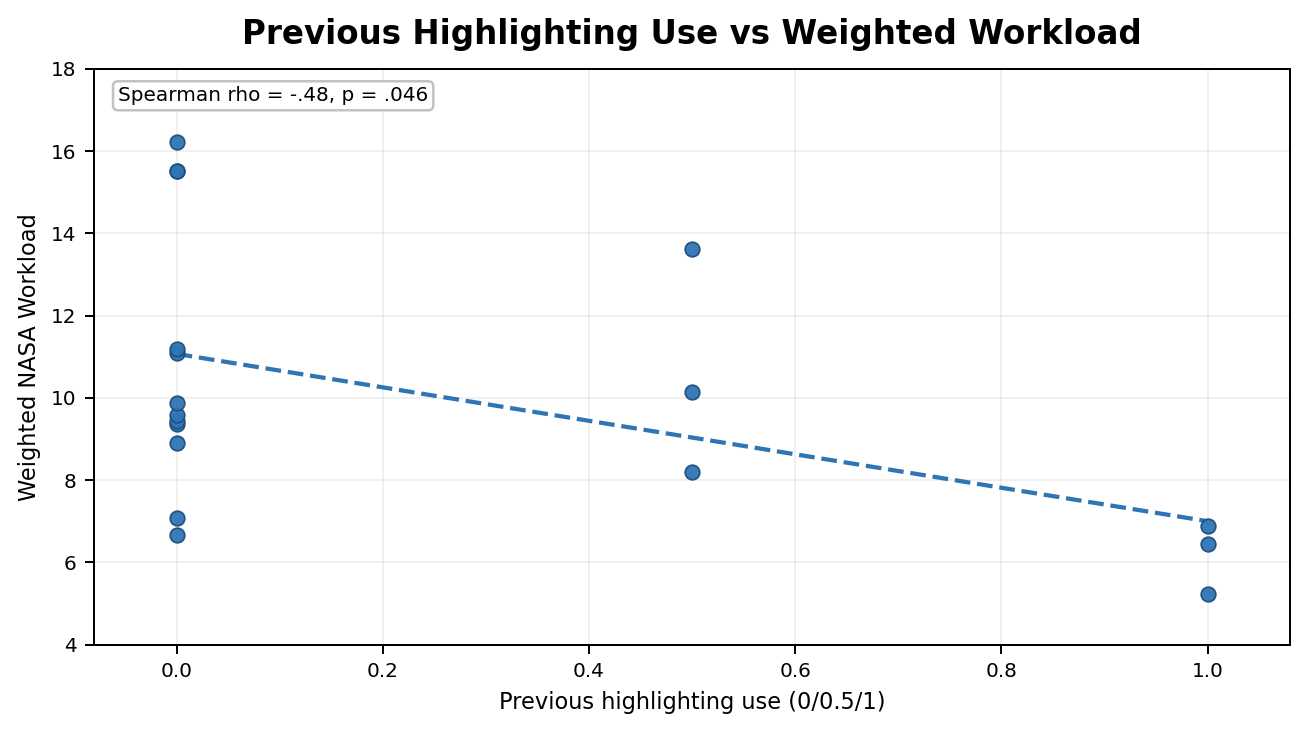 Previous Highlighting Use vs Weighted Workload
Spearman rho = -.48, p = .046
Weighted NASA Workload
18
16
14
12
10
8
6
4
0.0 0.2 0.4 0.6 0.8 1.0
Previous highlighting use (0/0.5/1)